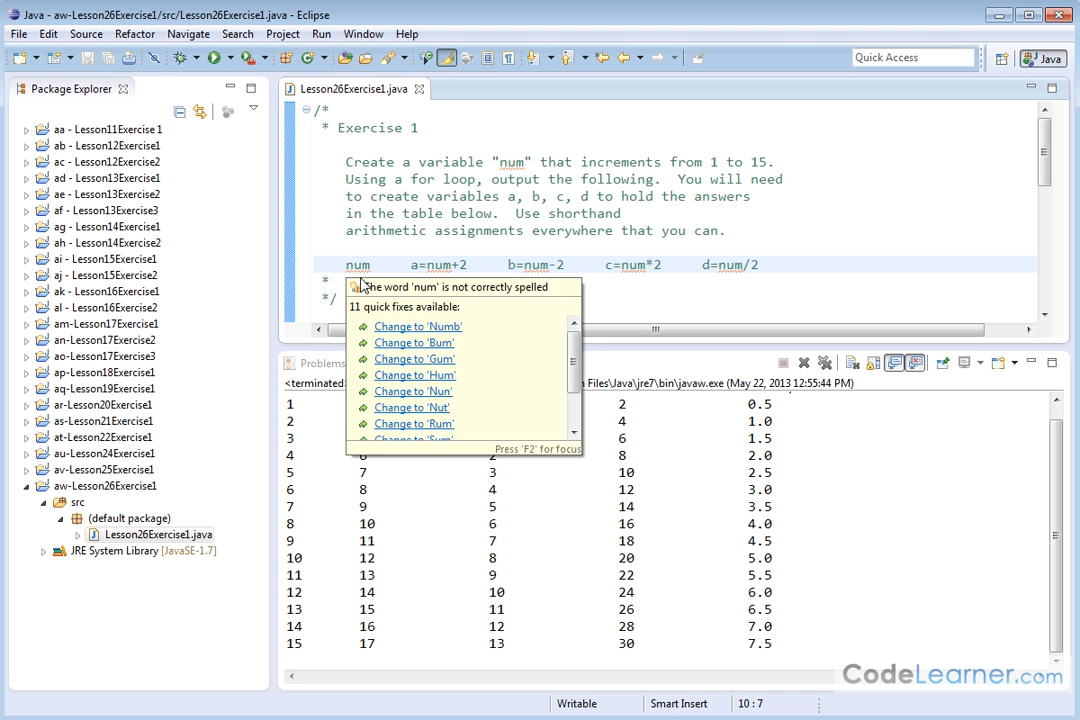 Java - aw-Lesson26Exercise1/src/Lesson26Exercise1.java - Eclipse
File Edit Source Refactor Navigate Search Project Run Window Help
Quick Access Java
Package Explorer
aa - Lesson11Exercise1
ab - Lesson12Exercise1
ac - Lesson12Exercise2
ad - Lesson13Exercise1
ae - Lesson13Exercise2
af - Lesson13Exercise3
ag - Lesson14Exercise1
ah - Lesson14Exercise2
ai - Lesson15Exercise1
aj - Lesson15Exercise2
ak - Lesson16Exercise1
al - Lesson16Exercise2
am-Lesson17Exercise1
an-Lesson17Exercise2
ao-Lesson17Exercise3
ap-Lesson18Exercise1
aq-Lesson19Exercise1
ar-Lesson20Exercise1
as-Lesson21Exercise1
at-Lesson22Exercise1
au-Lesson24Exercise1
av-Lesson25Exercise1
aw-Lesson26Exercise1
src
(default package)
Lesson26Exercise1.java
JRE System Library [JavaSE-1.7]
Lesson26Exercise1.java
/*
* Exercise 1
Create a variable "num" that increments from 1 to 15.
Using a for loop, output the following. You will need
to create variables a, b, c, d to hold the answers
in the table below. Use shorthand
arithmetic assignments everywhere that you can.
num a=num+2 b=num-2 c=num*2 d=num/2
*
*/
he word 'num' is not correctly spelled
11 quick fixes available:
Change to 'Numb'
Change to 'Bum'
Change to 'Gum'
Change to 'Hum'
Change to 'Nun'
Change to 'Nut'
Change to 'Rum'
Change to 'Sum'
Press 'F2' for focus
Problems
<terminated> Files\Java\jre7\bin\javaw.exe (May 22, 2013 12:55:44 PM)
1 2 0.5
2 4 1.0
3 6 1.5
4 6 2 8 2.0
5 7 3 10 2.5
6 8 4 12 3.0
7 9 5 14 3.5
8 10 6 16 4.0
9 11 7 18 4.5
10 12 8 20 5.0
11 13 9 22 5.5
12 14 10 24 6.0
13 15 11 26 6.5
14 16 12 28 7.0
15 17 13 30 7.5
CodeLearner.com
Writable Smart Insert 10 : 7